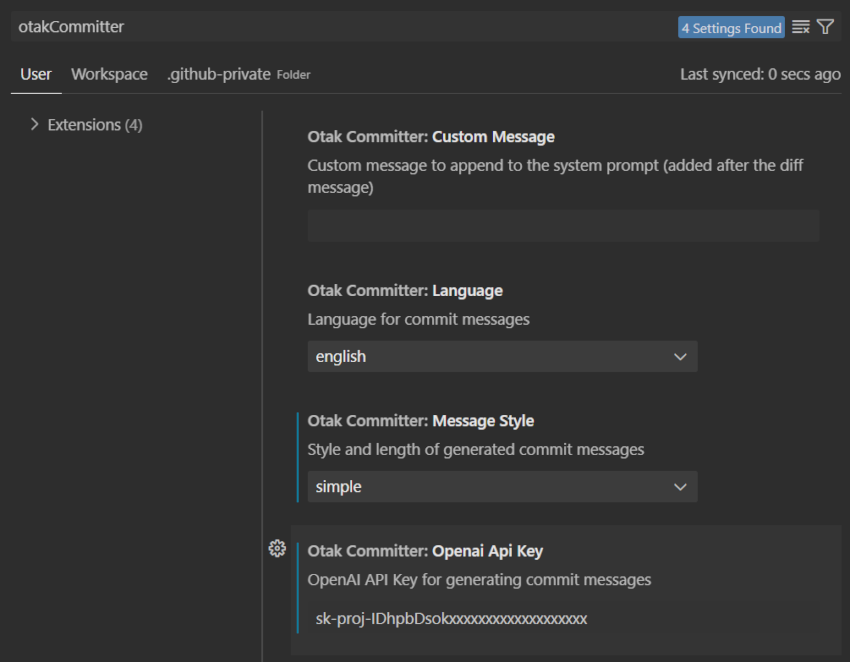 otakCommitter
4 Settings Found
User Workspace .github-private Folder
Last synced: 0 secs ago
Extensions (4)
Otak Committer: Custom Message
Custom message to append to the system prompt (added after the diff
message)
Otak Committer: Language
Language for commit messages
english
Otak Committer: Message Style
Style and length of generated commit messages
simple
Otak Committer: Openai Api Key
OpenAI API Key for generating commit messages
sk-proj-IDhpbDsokxxxxxxxxxxxxxxxxxxx